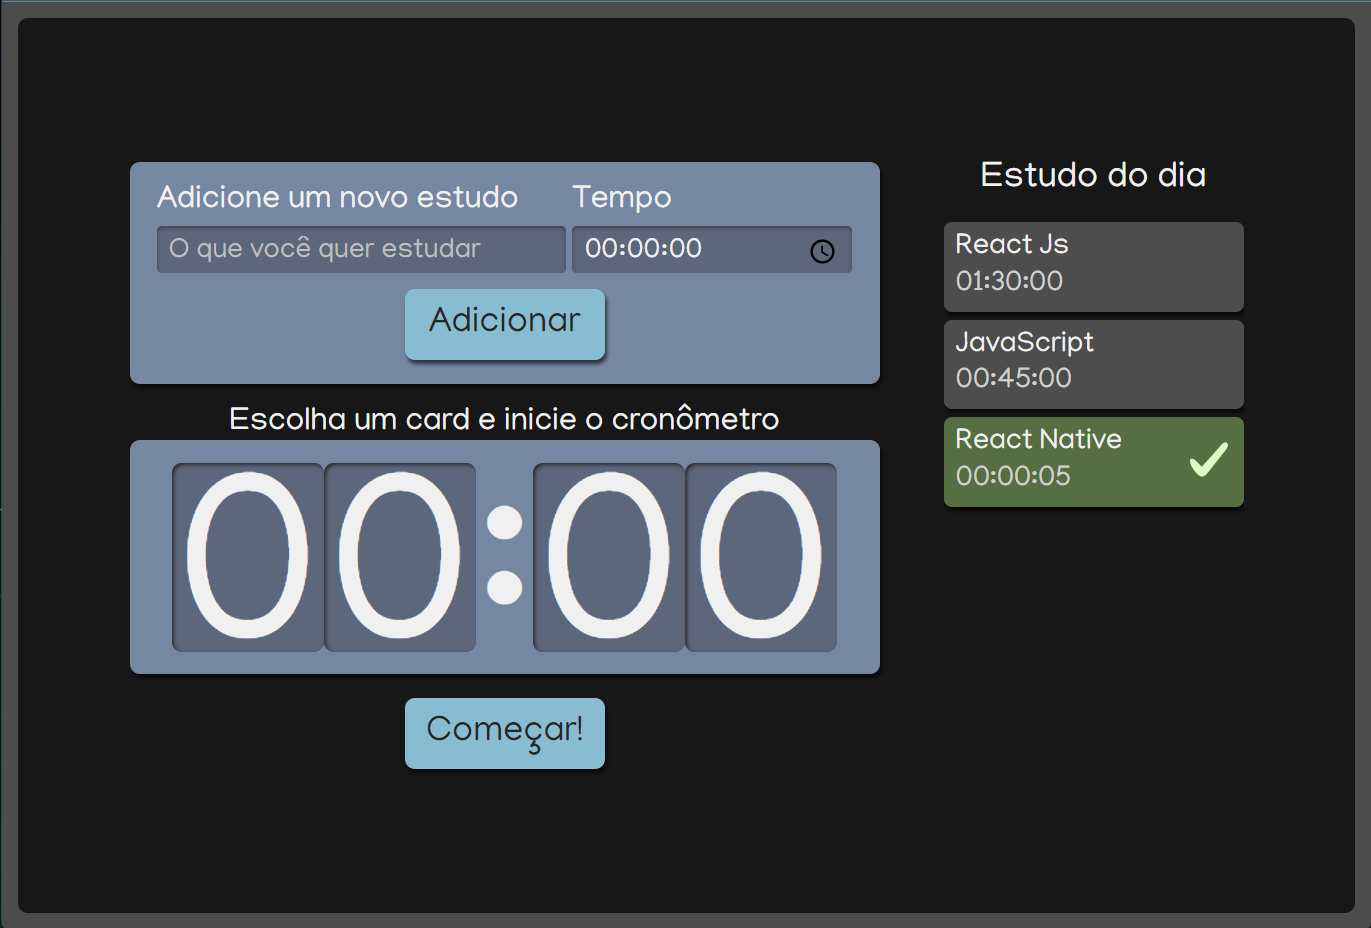 Adicione um novo estudo
Tempo
O que você quer estudar
00:00:00
Adicionar
Escolha um card e inicie o cronômetro
00:00
Começar!
Estudo do dia
React Js
01:30:00
JavaScript
00:45:00
React Native
00:00:05